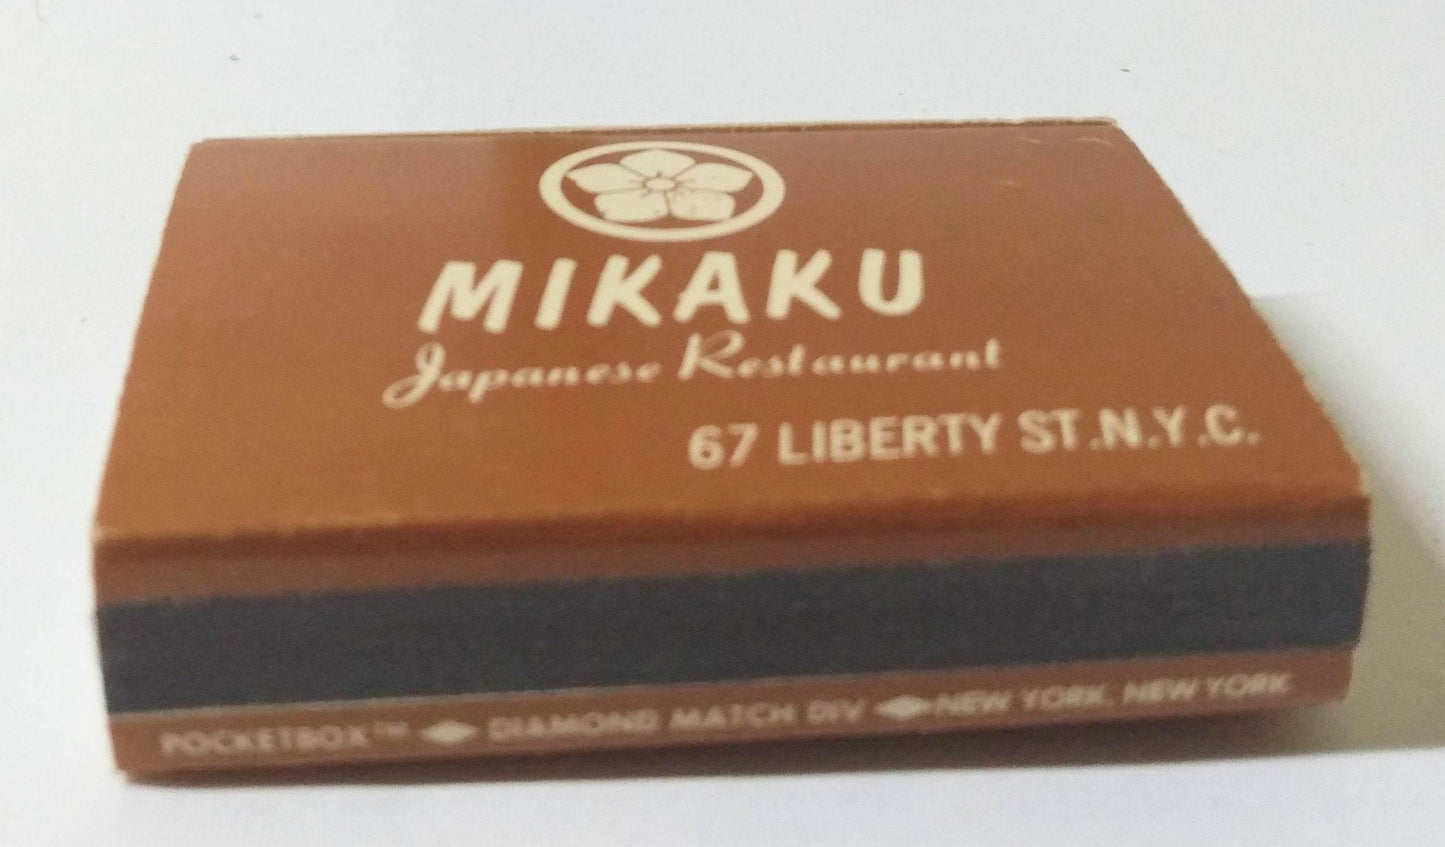 MIKAKU
Japanese Restaurant
67 LIBERTY ST.N.Y.C.
POCKETBOX™ DIAMOND MATCH DIV NEW YORK, NEW YORK